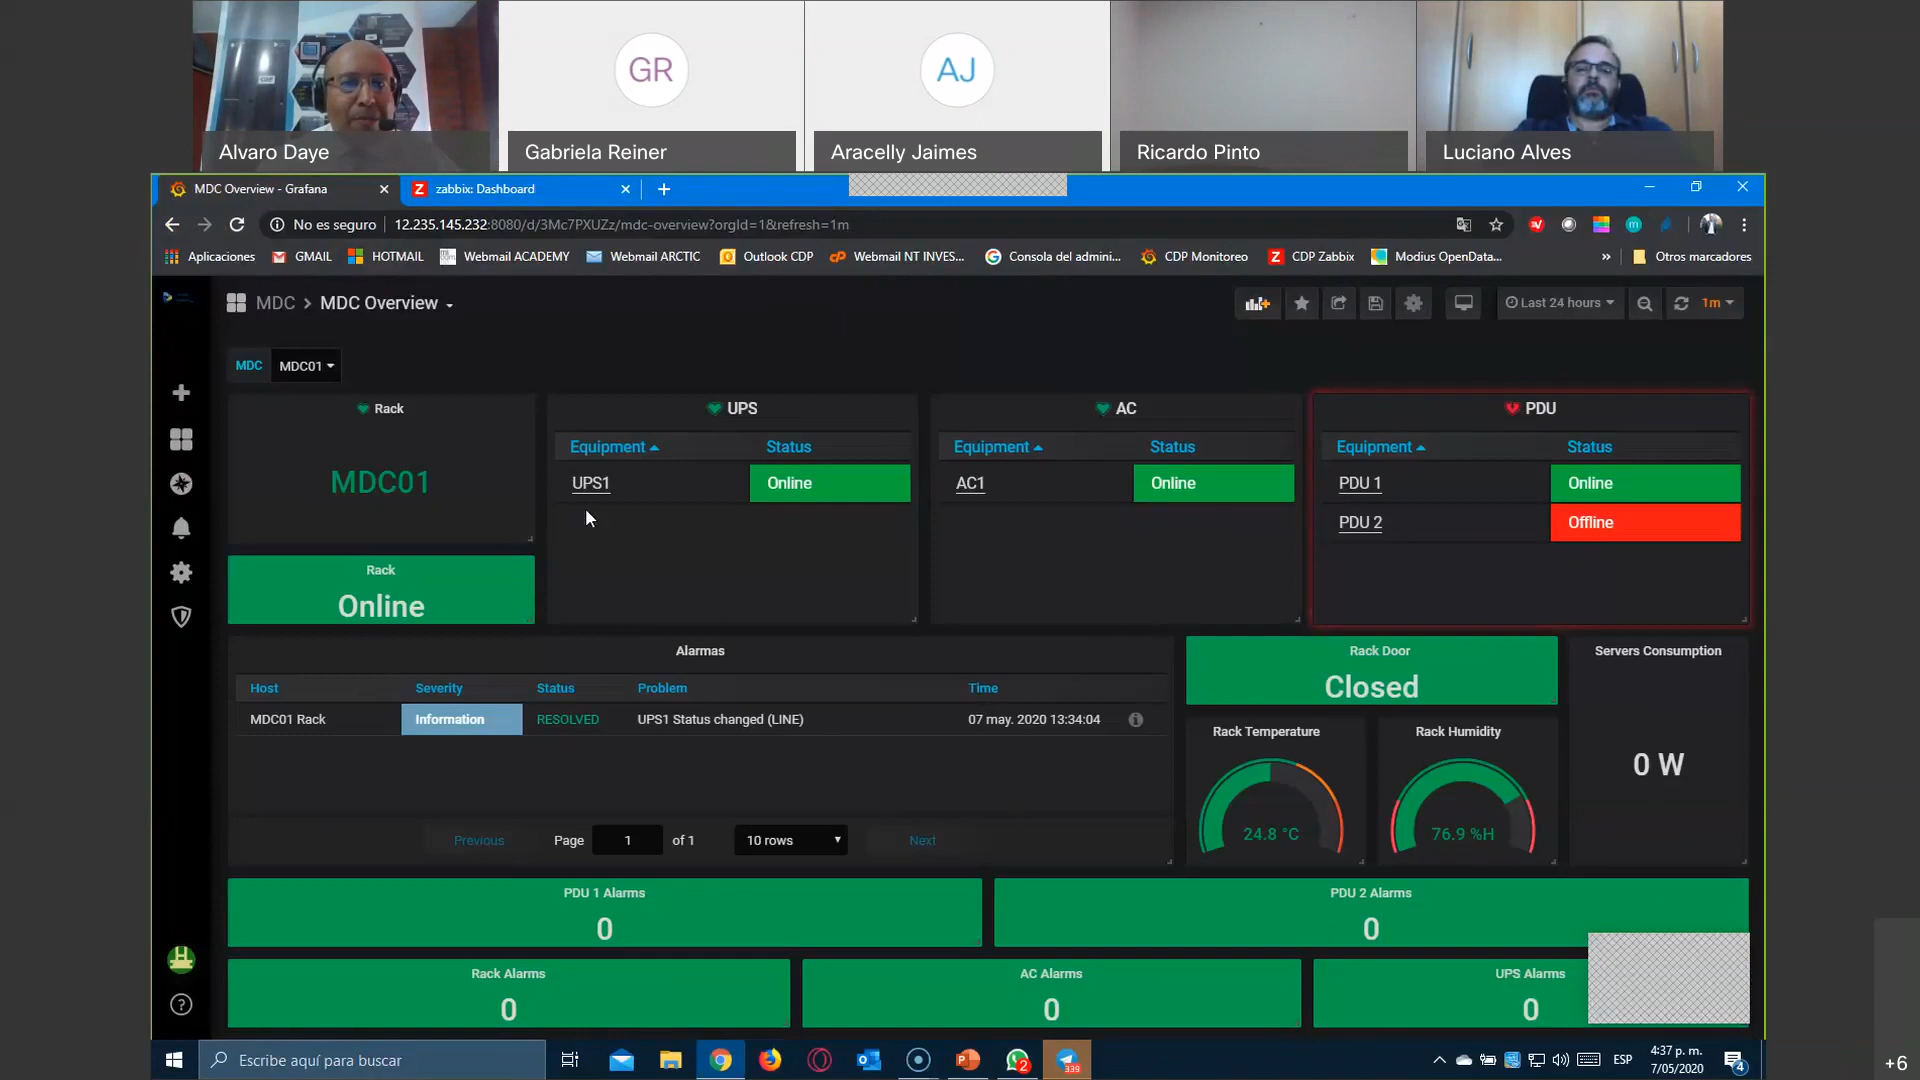 GR
AJ
Alvaro Daye
Gabriela Reiner
Aracelly Jaimes
Ricardo Pinto
Luciano Alves
MDC Overview - Grafana
Z zabbix: Dashboard
No es seguro
12.235.145.232:8080/d/3Mc7PXUZz/mdc-overview?orgId=1&refresh=1m
Aplicaciones
GMAIL
HOTMAIL
Webmail ACADEMY
Webmail ARCTIC
Outlook CDP
Webmail NT INVES...
Consola del admini...
CDP Monitoreo
Z CDP Zabbix
Modius OpenData...
»
Otros marcadores
MDC > MDC Overview
Last 24 hours
1m
MDC
MDC01
Rack
MDC01
Rack
Online
UPS
Equipment Status
UPS1 Online
AC
Equipment Status
AC1 Online
PDU
Equipment Status
PDU 1 Online
PDU 2 Offline
Alarmas
Host Severity Status Problem Time
MDC01 Rack Information RESOLVED UPS1 Status changed (LINE) 07 may. 2020 13:34:04
Previous Page 1 of 1 10 rows Next
Rack Door
Closed
Rack Temperature
24.8 °C
Rack Humidity
76.9 %H
Servers Consumption
0 W
PDU 1 Alarms
0
PDU 2 Alarms
0
Rack Alarms
0
AC Alarms
0
UPS Alarms
0
Escribe aquí para buscar
2
339
ESP
4:37 p. m.
7/05/2020
4
+6